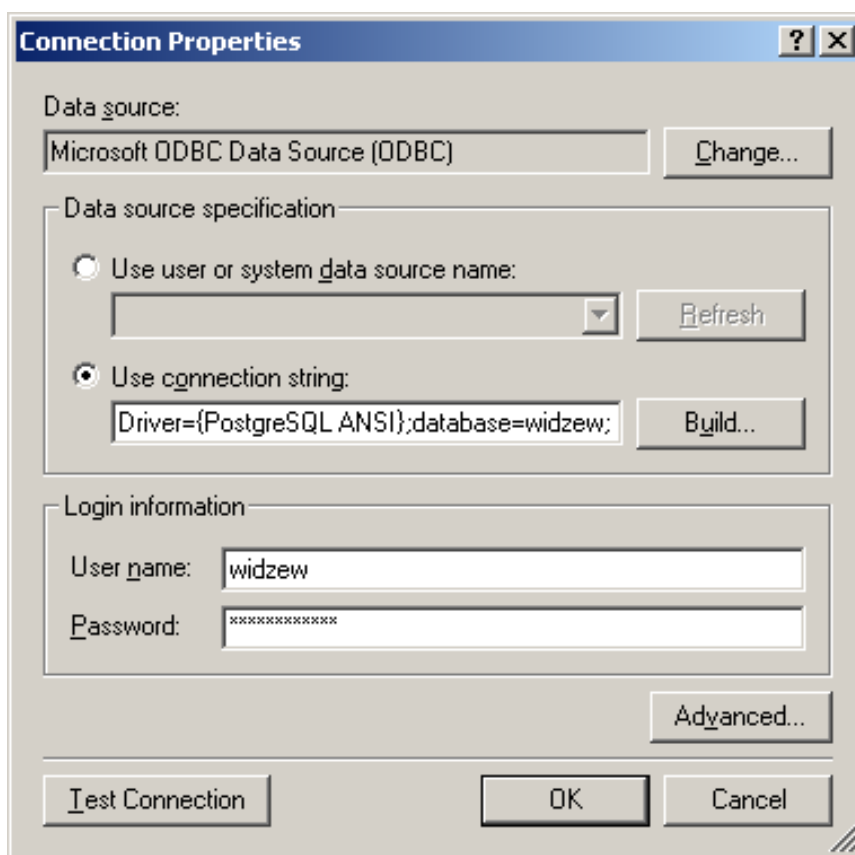 Connection Properties
Data source:
Microsoft ODBC Data Source (ODBC)
Change...
Data source specification
Use user or system data source name:
Refresh
Use connection string:
Driver={PostgreSQL ANSI};database=widzew;
Build...
Login information
User name:
widzew
Password:
************
Advanced...
Test Connection
OK
Cancel